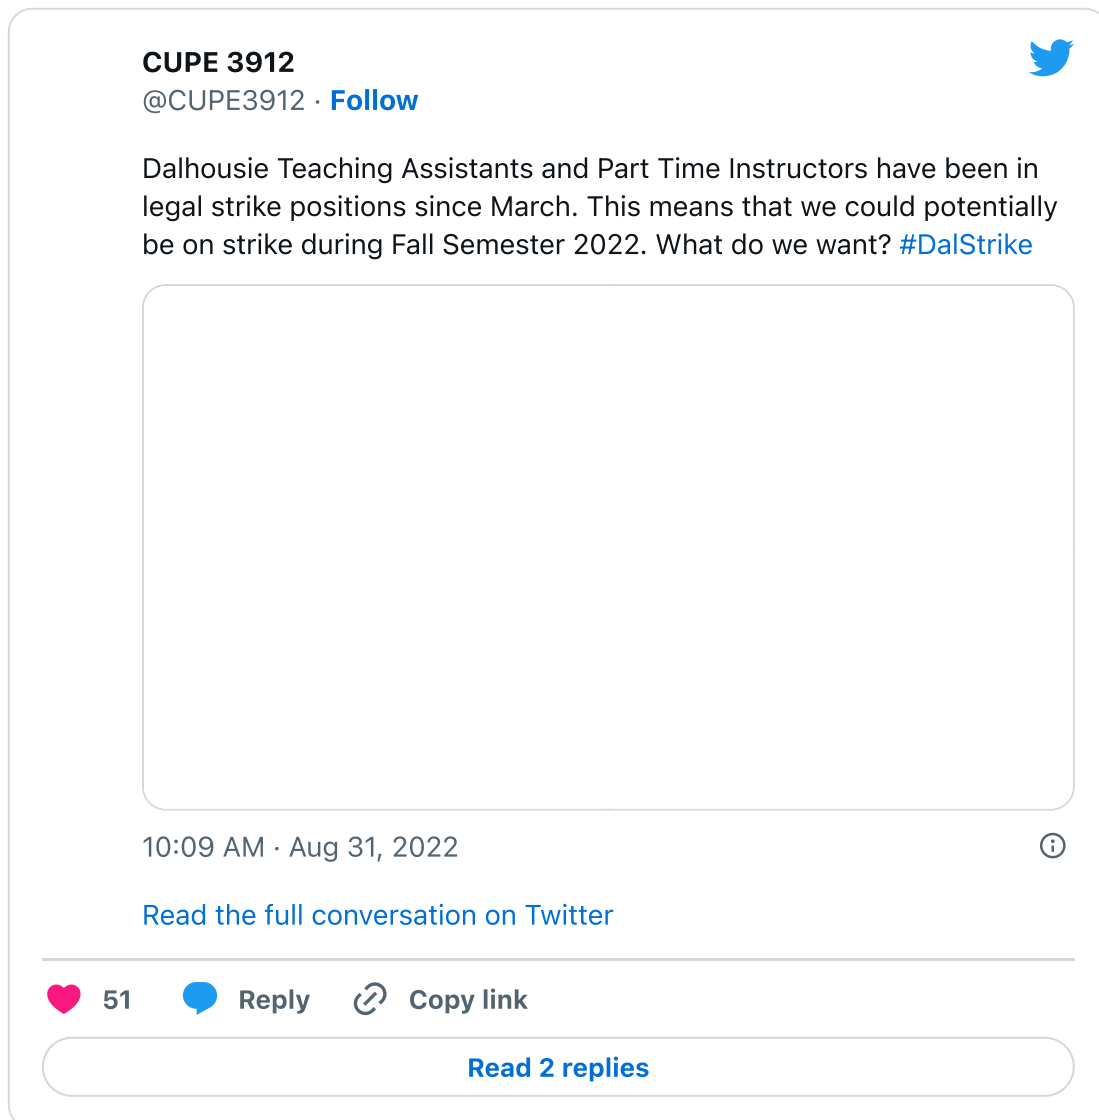 CUPE 3912
@CUPE3912 · Follow
Dalhousie Teaching Assistants and Part Time Instructors have been in
legal strike positions since March. This means that we could potentially
be on strike during Fall Semester 2022. What do we want? #DalStrike
10:09 AM · Aug 31, 2022
Read the full conversation on Twitter
51 Reply Copy link
Read 2 replies